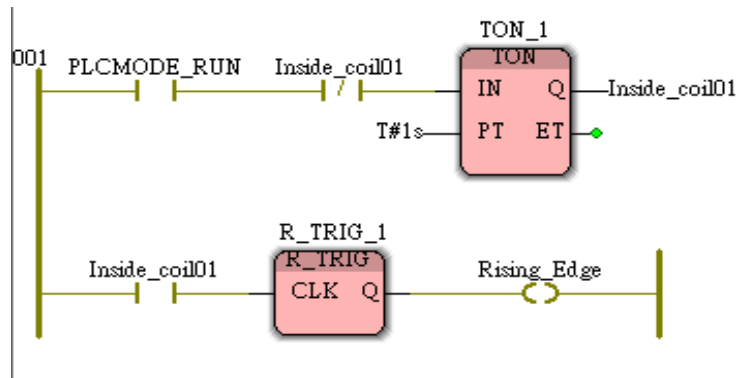 TON_1
001
PLCMODE_RUN Inside_coil01 TON
IN Q Inside_coil01
T#1s PT ET
R_TRIG_1
Inside_coil01 R_TRIG Rising_Edge
CLK Q